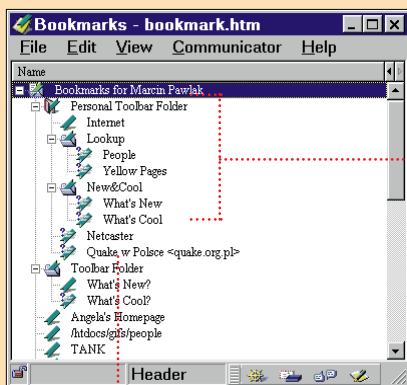 Bookmarks - bookmark.htm
File Edit View Communicator Help
Name
Bookmarks for Marcin Pawlak
Personal Toolbar Folder
Internet
Lookup
People
Yellow Pages
New&Cool
What's New
What's Cool
Netcaster
Quake w Polsce <quake.org.pl>
Toolbar Folder
What's New?
What's Cool?
Angela's Homepage
/htdocs/gifs/people
TANK
Header